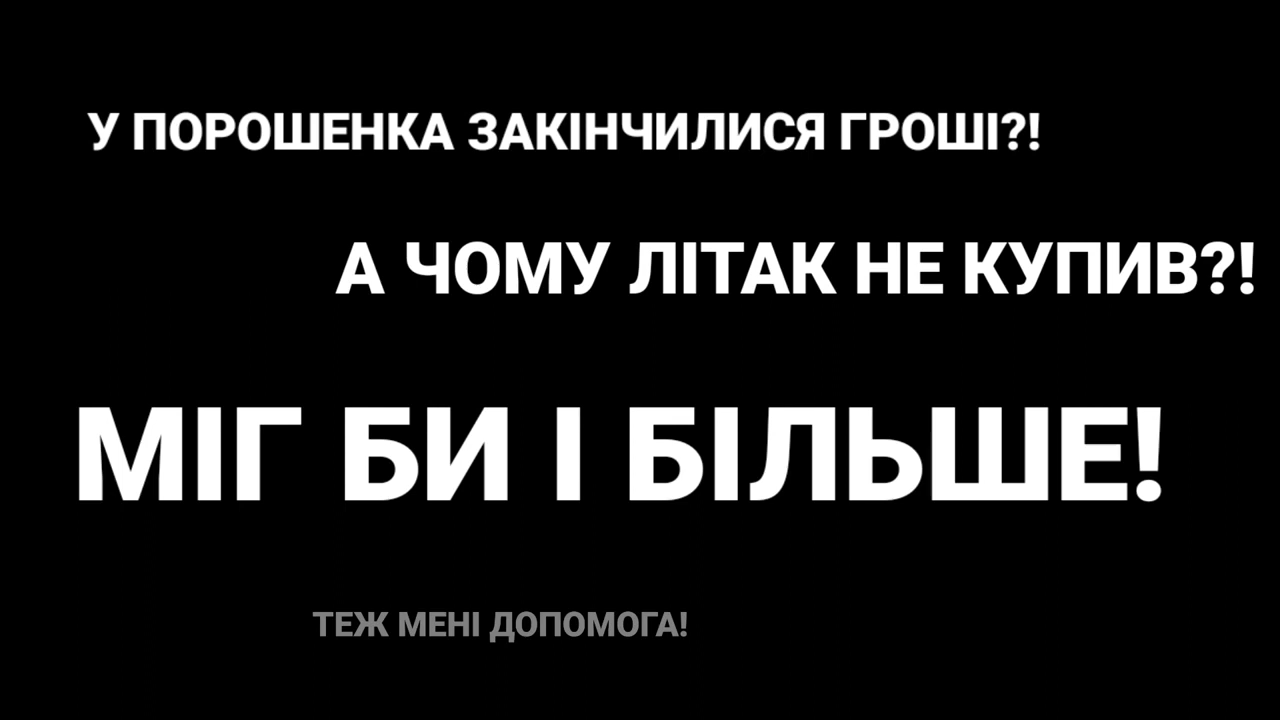 У ПОРОШЕНКА ЗАКІНЧИЛИСЯ ГРОШІ?!
А ЧОМУ ЛІТАК НЕ КУПИВ?!
МІГ БИ І БІЛЬШЕ!
ТЕЖ МЕНІ ДОПОМОГА!